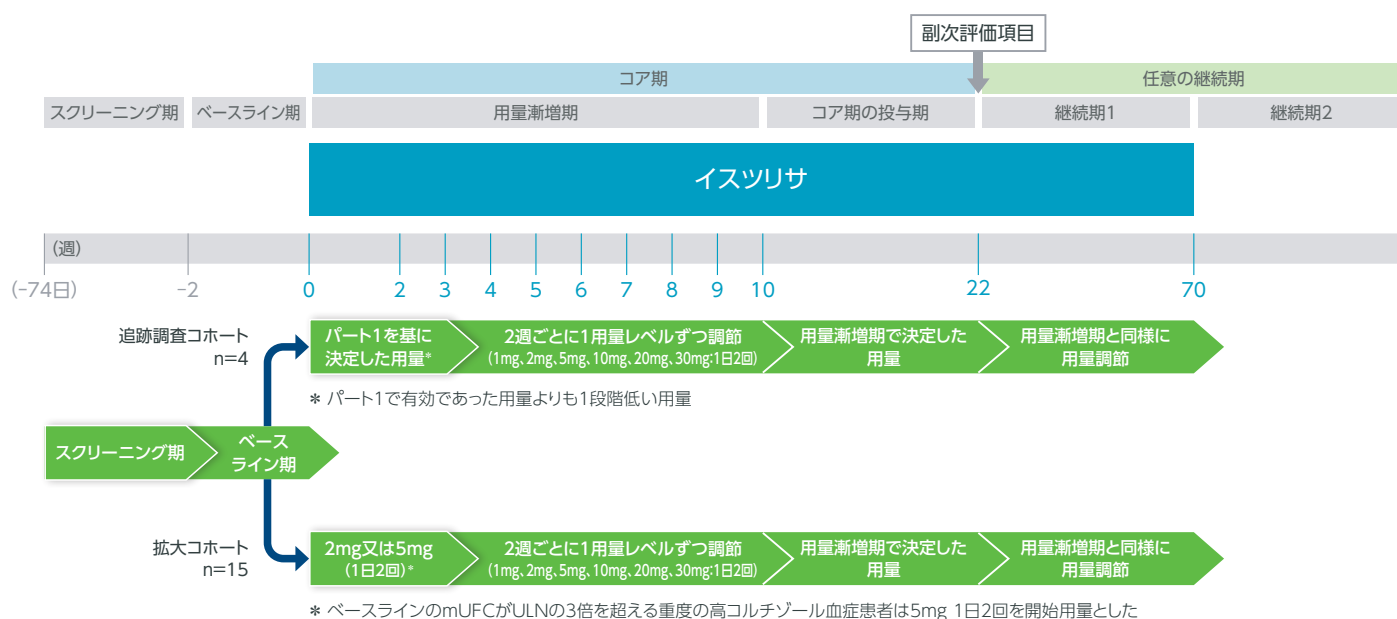 副次評価項目
コア期 任意の継続期
スクリーニング期 ベースライン期 用量漸増期 コア期の投与期 継続期1 継続期2
イスツリサ
(週)
(-74日) -2 0 2 3 4 5 6 7 8 9 10 22 70
追跡調査コホート
n=4
パート1を基に
決定した用量*
2週ごとに1用量レベルずつ調節
(1mg、2mg、5mg、10mg、20mg、30mg:1日2回)
用量漸増期で決定した
用量
用量漸増期と同様に
用量調節
* パート1で有効であった用量よりも1段階低い用量
スクリーニング期
ベース
ライン期
拡大コホート
n=15
2mg又は5mg
(1日2回)*
2週ごとに1用量レベルずつ調節
(1mg、2mg、5mg、10mg、20mg、30mg:1日2回)
用量漸増期で決定した
用量
用量漸増期と同様に
用量調節
* ベースラインのmUFCがULNの3倍を超える重度の高コルチゾール血症患者は5mg 1日2回を開始用量とした